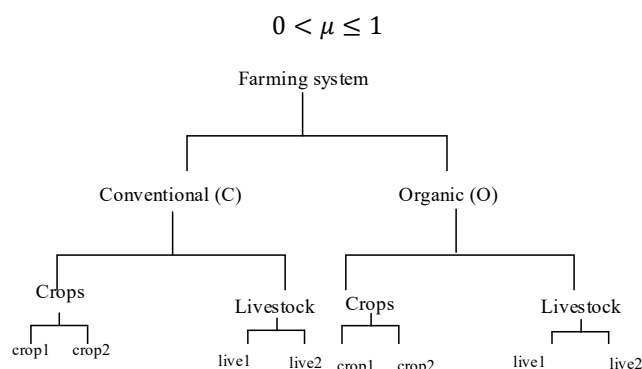 0 < μ ≤ 1
Farming system
Conventional (C) Organic (O)
Crops Livestock Crops Livestock
crop1 crop2 live1 live2 crop1 crop2 live1 live2